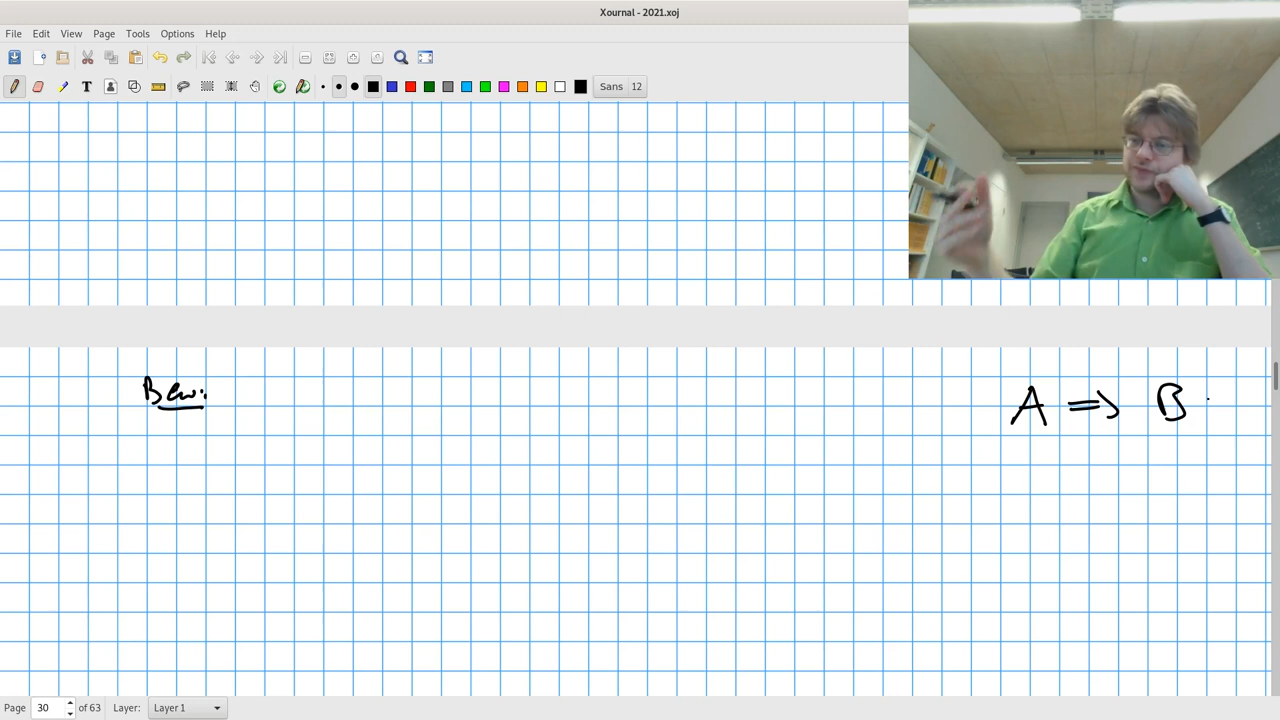 Xournal - 2021.xoj
File Edit View Page Tools Options Help
Sans 12
Bew:
A ⇒ B
Page 30 of 63 Layer: Layer 1